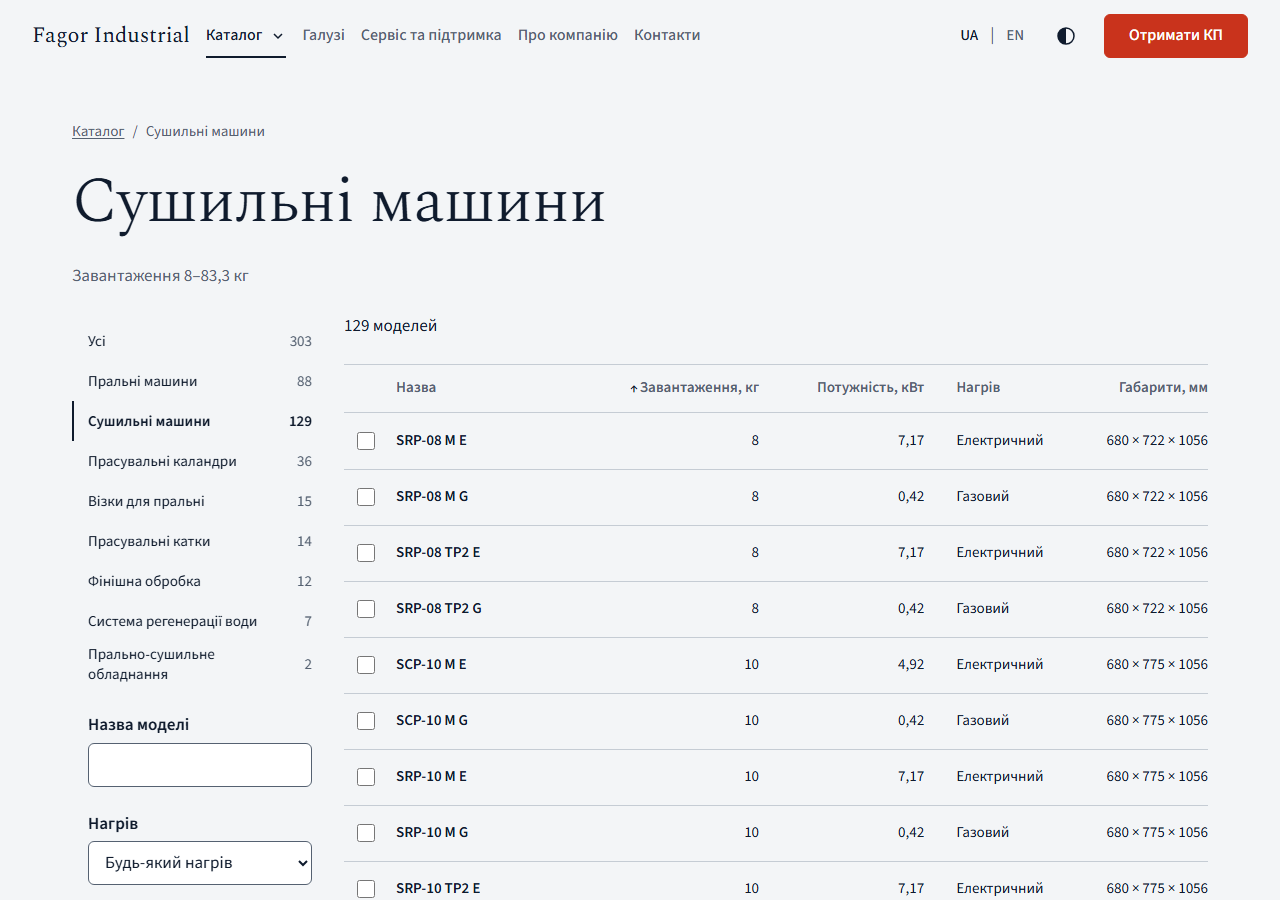 Fagor Industrial Каталог Галузі Сервіс та підтримка Про компанію Контакти UA | EN Отримати КП
Каталог / Сушильні машини
Сушильні машини
Завантаження 8–83,3 кг
Усі 303
Пральні машини 88
Сушильні машини 129
Прасувальні каландри 36
Візки для пральні 15
Прасувальні катки 14
Фінішна обробка 12
Система регенерації води 7
Прально-сушильне
обладнання 2
Назва моделі
Нагрів
Будь-який нагрів
129 моделей
Назва ↑ Завантаження, кг Потужність, кВт Нагрів Габарити, мм
SRP-08 M E 8 7,17 Електричний 680 × 722 × 1056
SRP-08 M G 8 0,42 Газовий 680 × 722 × 1056
SRP-08 TP2 E 8 7,17 Електричний 680 × 722 × 1056
SRP-08 TP2 G 8 0,42 Газовий 680 × 722 × 1056
SCP-10 M E 10 4,92 Електричний 680 × 775 × 1056
SCP-10 M G 10 0,42 Газовий 680 × 775 × 1056
SRP-10 M E 10 7,17 Електричний 680 × 775 × 1056
SRP-10 M G 10 0,42 Газовий 680 × 775 × 1056
SRP-10 TP2 E 10 7,17 Електричний 680 × 775 × 1056